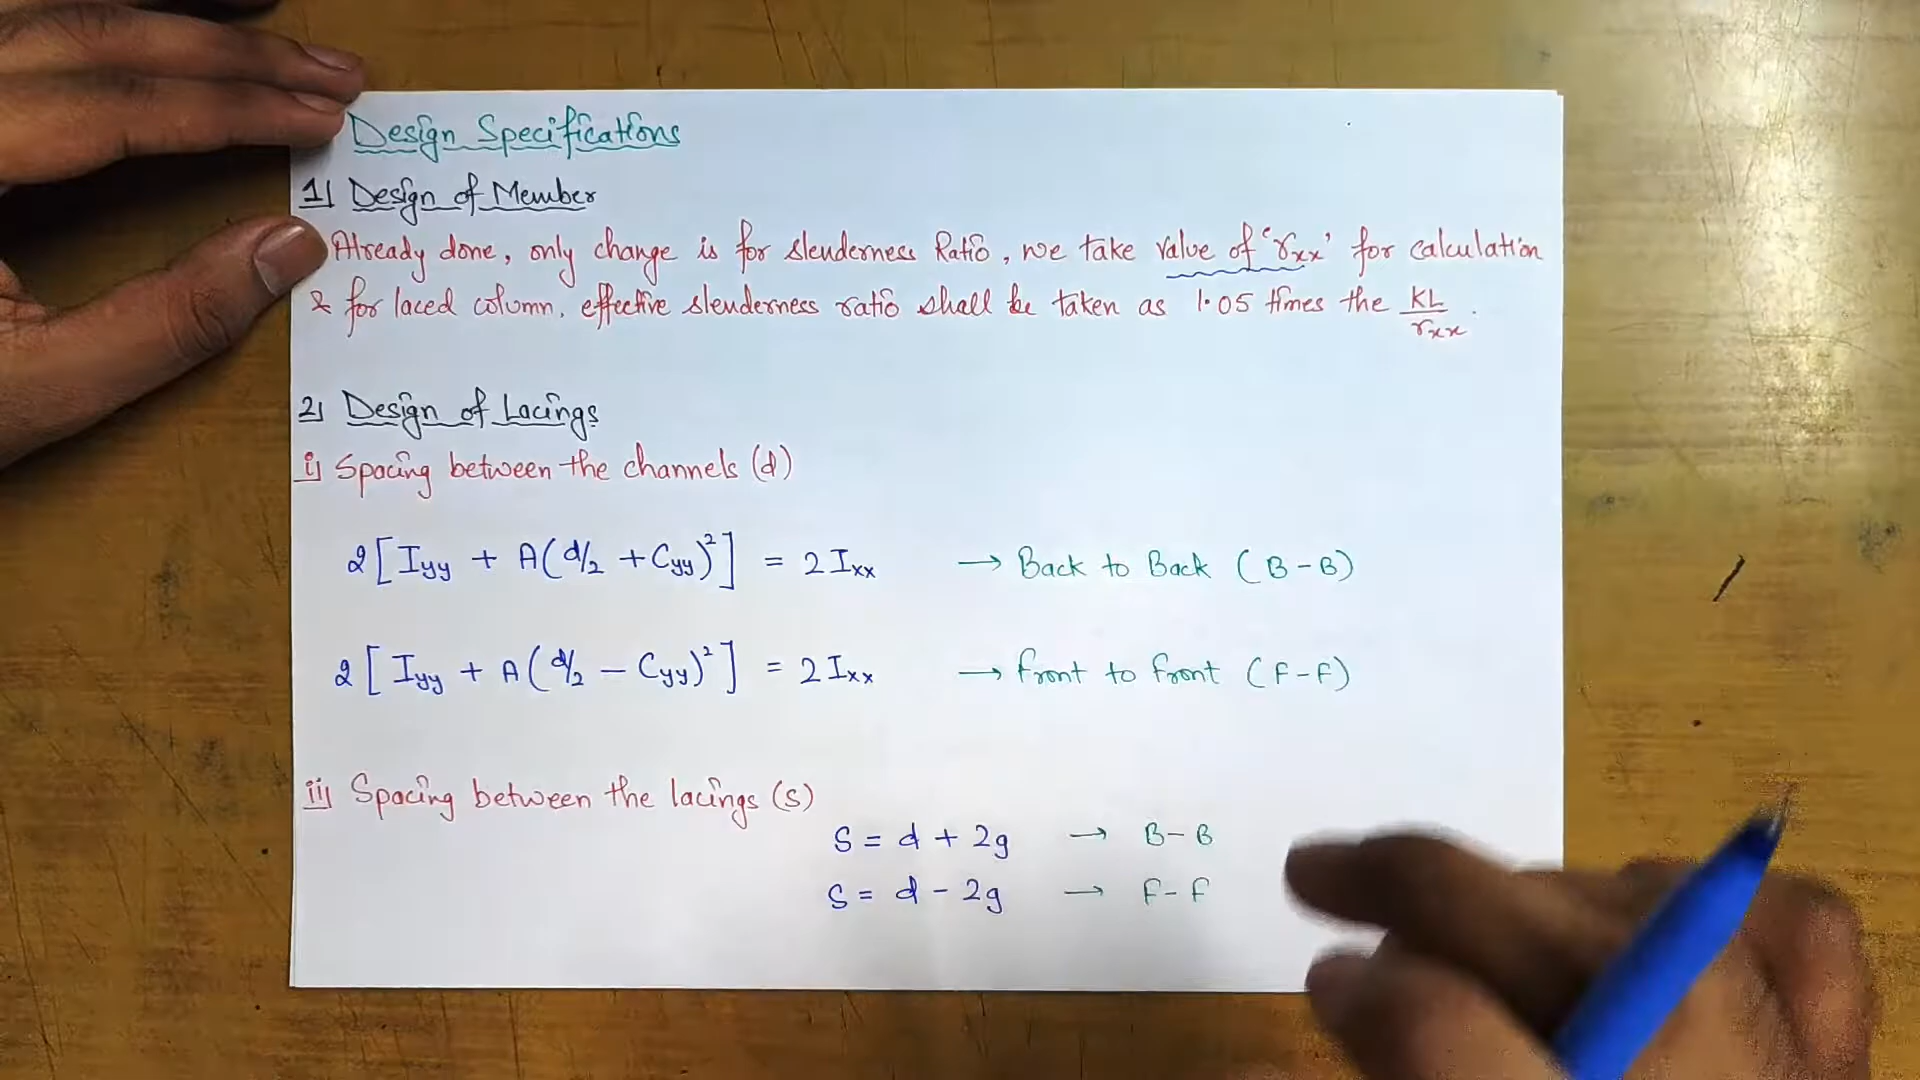 Design Specifications
1) Design of Member
Already done, only change is for slenderness Ratio, we take value of 'rxx' for calculation
& for laced column, effective slenderness ratio shall be taken as 1.05 times the KL/rxx.
2) Design of Lacings
i) Spacing between the channels (d)
2[Iyy + A(d/2 + Cyy)²] = 2Ixx → Back to Back (B-B)
2[Iyy + A(d/2 - Cyy)²] = 2Ixx → Front to Front (F-F)
ii) Spacing between the lacings (s)
S = d + 2g → B-B
S = d - 2g → F-F